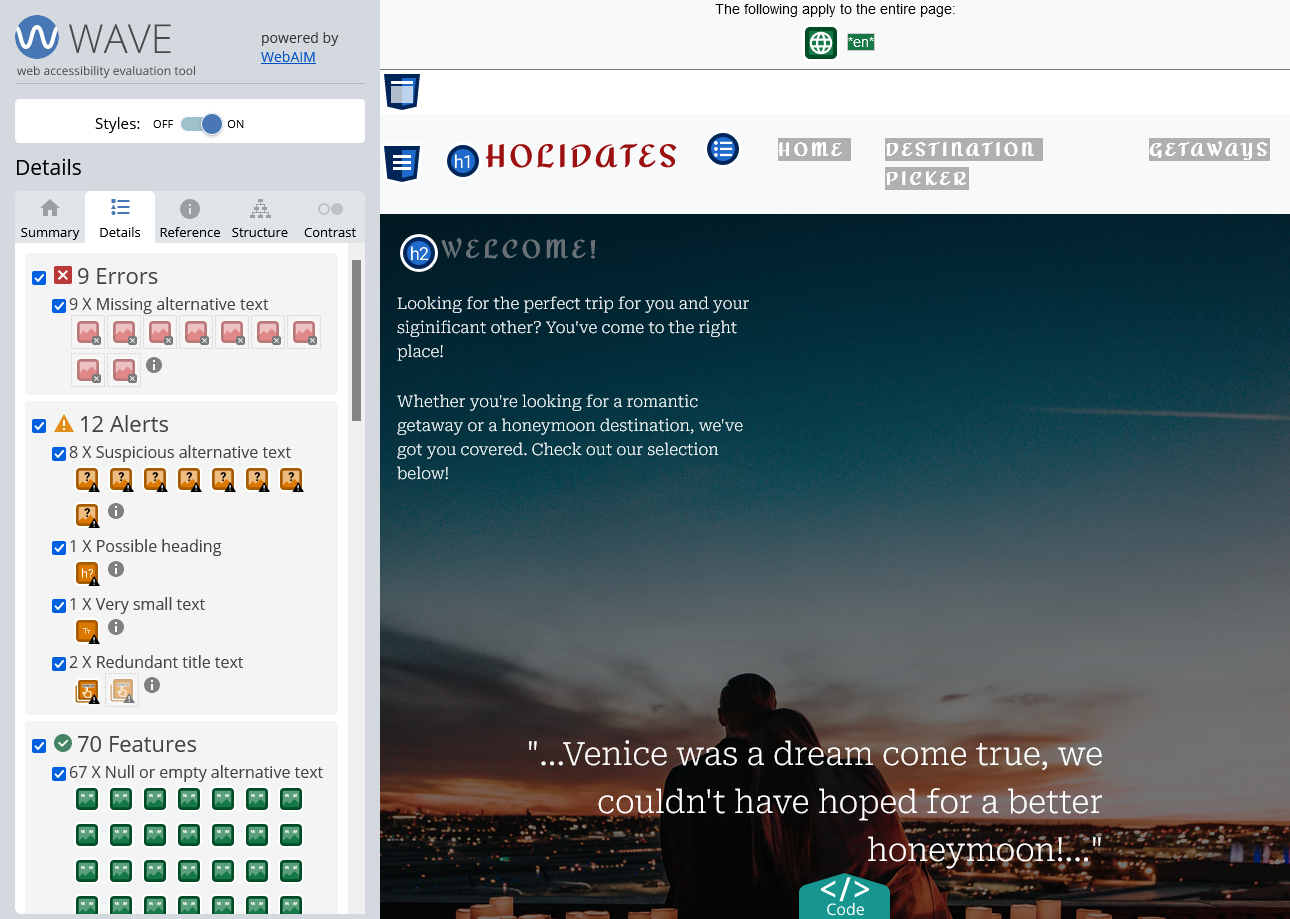 WAVE
web accessibility evaluation tool
powered by
WebAIM
Styles: OFF ON
Details
Summary Details Reference Structure Contrast
9 Errors
9 X Missing alternative text
12 Alerts
8 X Suspicious alternative text
1 X Possible heading
h?
1 X Very small text
2 X Redundant title text
70 Features
67 X Null or empty alternative text
The following apply to the entire page:
*en*
h1 HOLIDATES
HOME
DESTINATION
PICKER
GETAWAYS
h2 WELCOME!
Looking for the perfect trip for you and your
siginificant other? You've come to the right
place!
Whether you're looking for a romantic
getaway or a honeymoon destination, we've
got you covered. Check out our selection
below!
"...Venice was a dream come true, we
couldn't have hoped for a better
honeymoon!..."
</>
Code